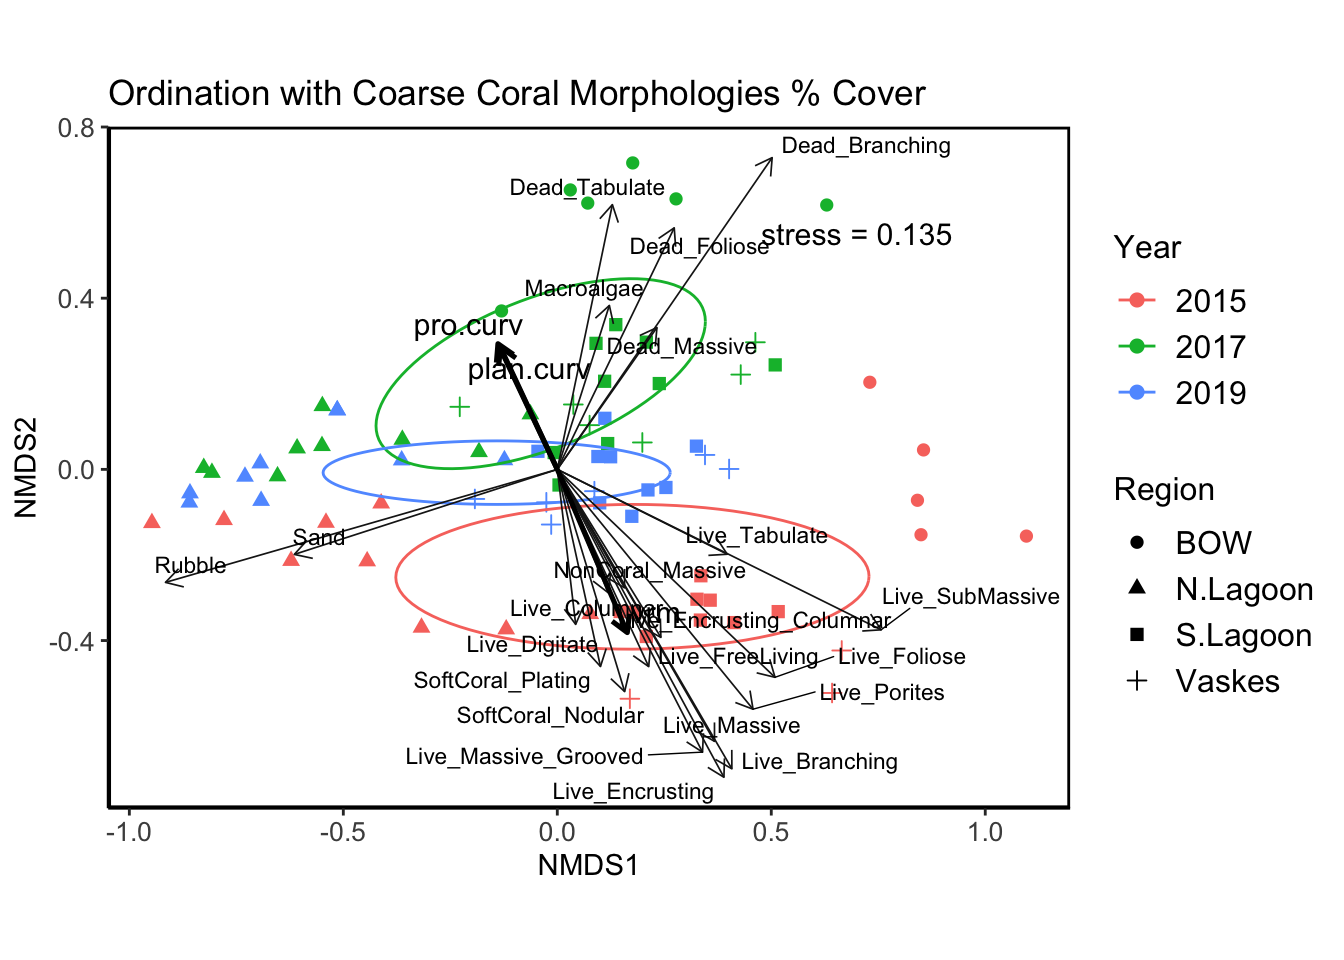 Ordination with Coarse Coral Morphologies % Cover
0.8
Dead_Branching
Dead_Tabulate
stress = 0.135
Dead_Foliose
Macroalgae
0.4
pro.curv
Dead_Massive
plan.curv
NMDS2
0.0
Live_Tabulate
Sand
Rubble
NonCoral_Massive
Live_SubMassive
Live_Columnar
Live_Encrusting_Columnar
-0.4
Live_Digitate
Live_FreeLiving
Live_Foliose
SoftCoral_Plating
Live_Porites
SoftCoral_Nodular
Live_Massive
Live_Massive_Grooved
Live_Branching
Live_Encrusting
-1.0
-0.5
0.0
0.5
1.0
NMDS1
Year
2015
2017
2019
Region
BOW
N.Lagoon
S.Lagoon
Vaskes